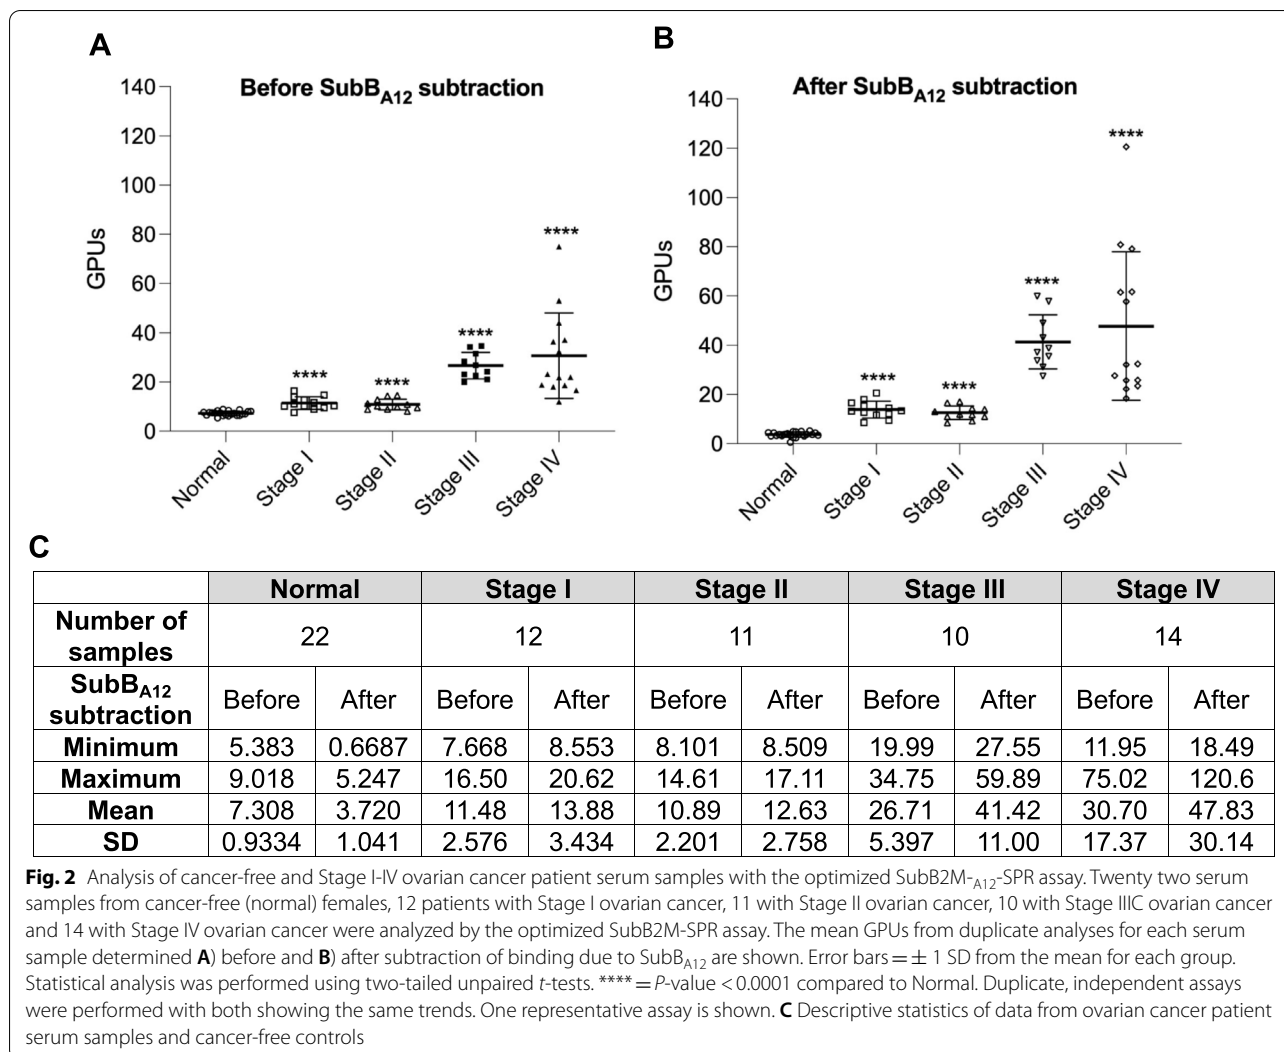 A
Before SubBA12 subtraction
140
120
100
80
60
40
20
0
GPUs
****
****
****
****
Normal
Stage I
Stage II
Stage III
Stage IV
B
After SubBA12 subtraction
140
120
100
80
60
40
20
0
GPUs
****
****
****
****
Normal
Stage I
Stage II
Stage III
Stage IV
C
Normal Stage I Stage II Stage III Stage IV
Number of samples 22 12 11 10 14
SubBA12 subtraction Before After Before After Before After Before After Before After
Minimum 5.383 0.6687 7.668 8.553 8.101 8.509 19.99 27.55 11.95 18.49
Maximum 9.018 5.247 16.50 20.62 14.61 17.11 34.75 59.89 75.02 120.6
Mean 7.308 3.720 11.48 13.88 10.89 12.63 26.71 41.42 30.70 47.83
SD 0.9334 1.041 2.576 3.434 2.201 2.758 5.397 11.00 17.37 30.14
Fig. 2 Analysis of cancer-free and Stage I-IV ovarian cancer patient serum samples with the optimized SubB2M-A12-SPR assay. Twenty two serum
samples from cancer-free (normal) females, 12 patients with Stage I ovarian cancer, 11 with Stage II ovarian cancer, 10 with Stage IIIC ovarian cancer
and 14 with Stage IV ovarian cancer were analyzed by the optimized SubB2M-SPR assay. The mean GPUs from duplicate analyses for each serum
sample determined A) before and B) after subtraction of binding due to SubBA12 are shown. Error bars = ± 1 SD from the mean for each group.
Statistical analysis was performed using two-tailed unpaired t-tests. **** = P-value < 0.0001 compared to Normal. Duplicate, independent assays
were performed with both showing the same trends. One representative assay is shown. C Descriptive statistics of data from ovarian cancer patient
serum samples and cancer-free controls